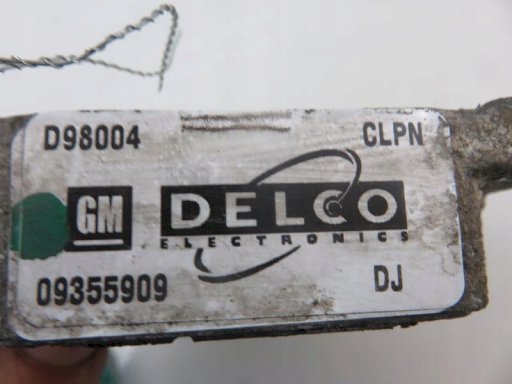 D98004 CLPN
GM DELCO
ELECTRONICS
09355909 DJ